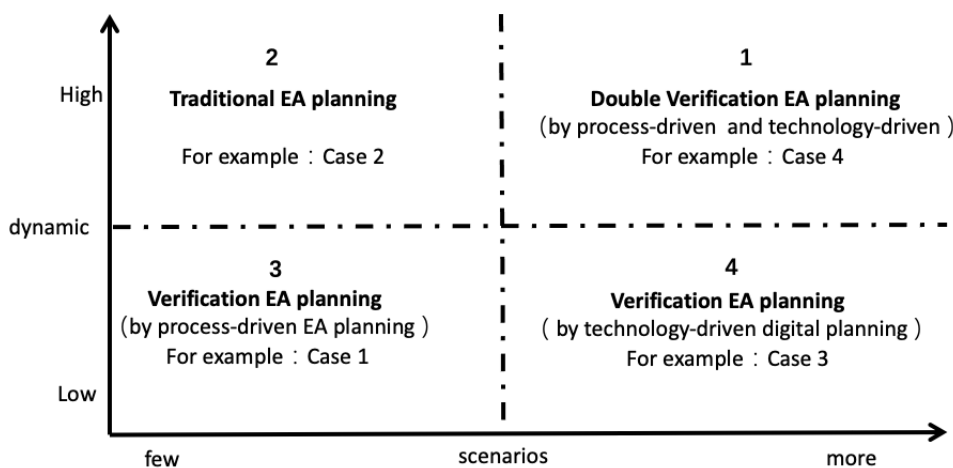 2
1
High
Traditional EA planning
Double Verification EA planning
（by process-driven and technology-driven）
For example：Case 2
For example：Case 4
dynamic
3
4
Verification EA planning
Verification EA planning
（by process-driven EA planning ）
（ by technology-driven digital planning ）
For example：Case 1
For example：Case 3
Low
few
scenarios
more